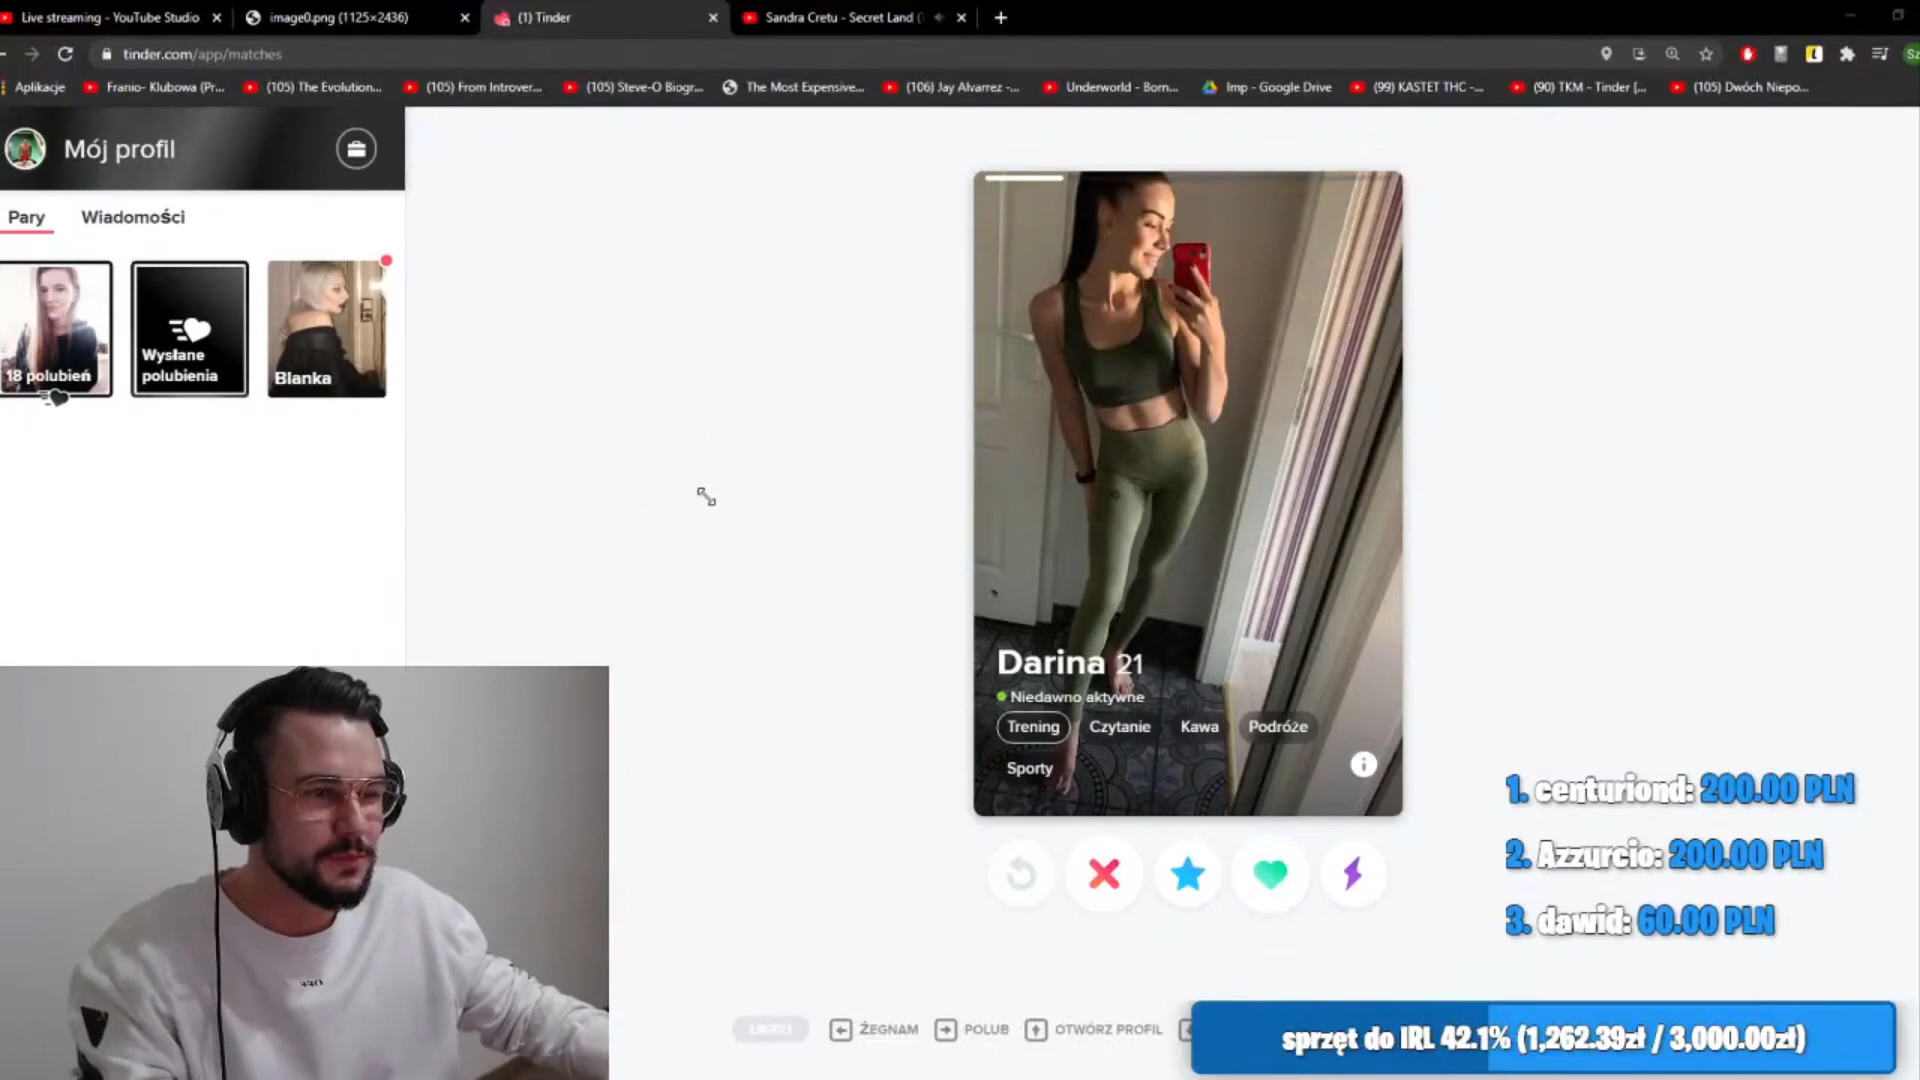 Live streaming - YouTube Studio
image0.png (1125×2436)
(1) Tinder
Sandra Cretu - Secret Land (
tinder.com/app/matches
Sz
Aplikacje
Franio- Klubowa (Pr...
(105) The Evolution...
(105) From Introver...
(105) Steve-O Biogr...
The Most Expensive...
(106) Jay Alvarrez -...
Underworld - Born...
Imp - Google Drive
(99) KASTET THC -...
(90) TKM - Tinder [...
(105) Dwóch Niepo...
Mój profil
Pary
Wiadomości
18 polubień
Wysłane
polubienia
Blanka
Darina 21
Niedawno aktywne
Trening
Czytanie
Kawa
Podróże
Sporty
1. centuriond: 200.00 PLN
2. Azzurcio: 200.00 PLN
3. dawid: 60.00 PLN
ŻEGNAM
POLUB
OTWÓRZ PROFIL
sprzęt do IRL 42.1% (1,262.39zł / 3,000.00zł)